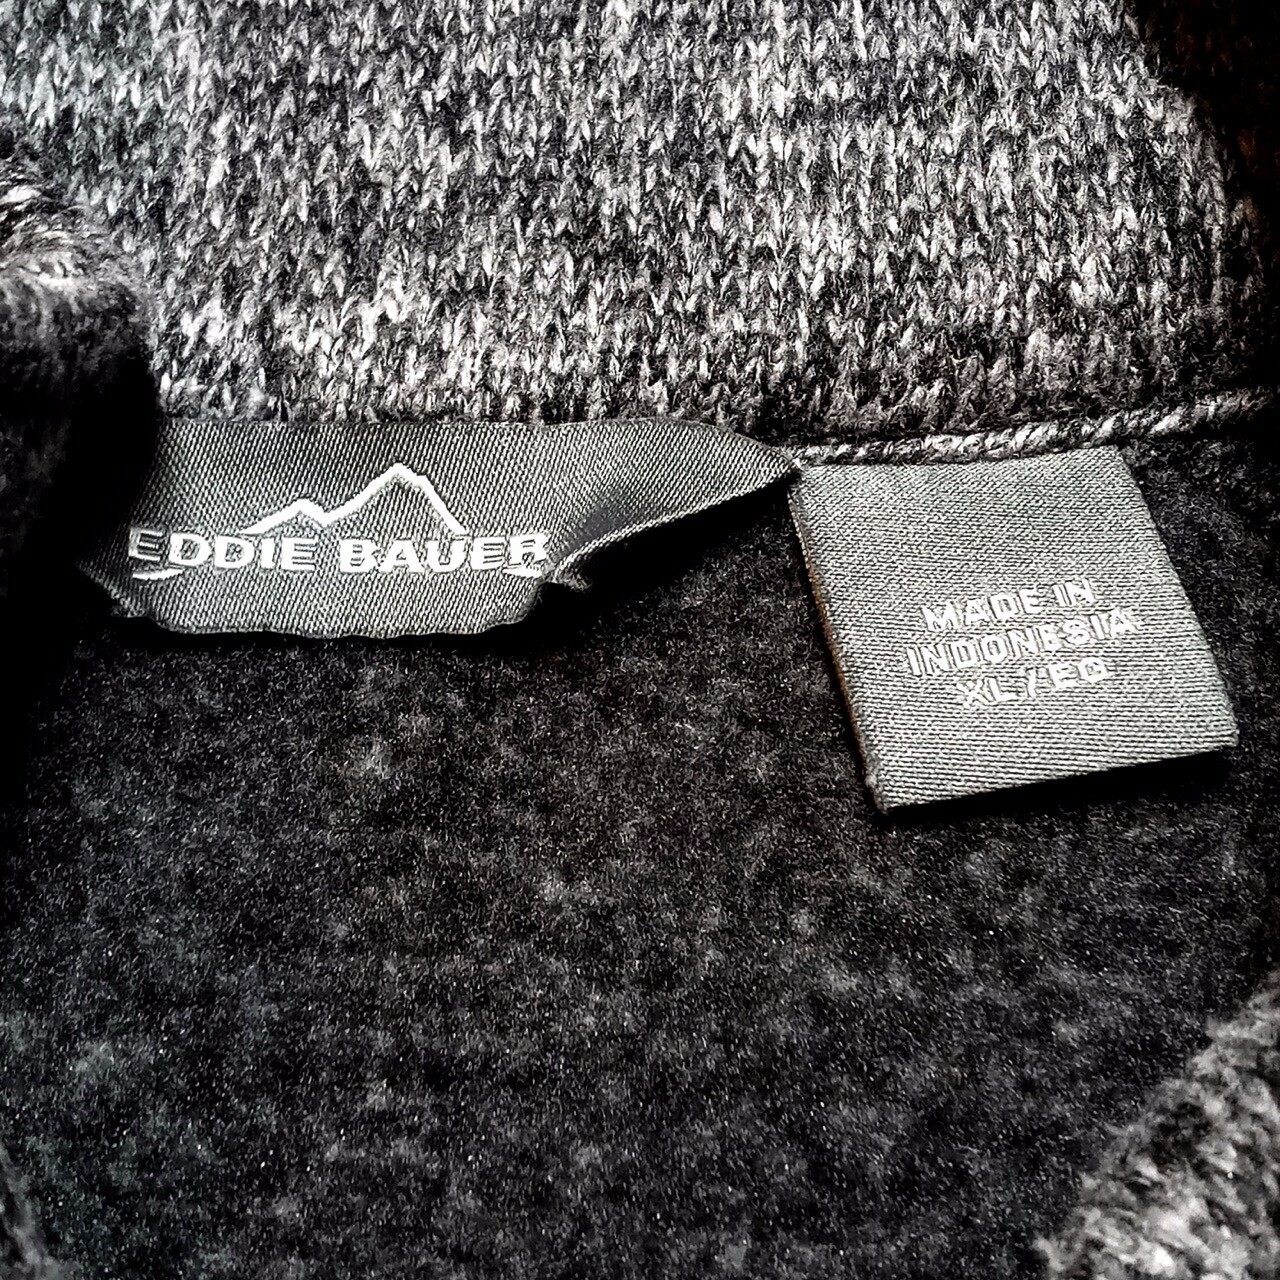 EDDIE BAUER
MADE IN
INDONESIA
XL/EG